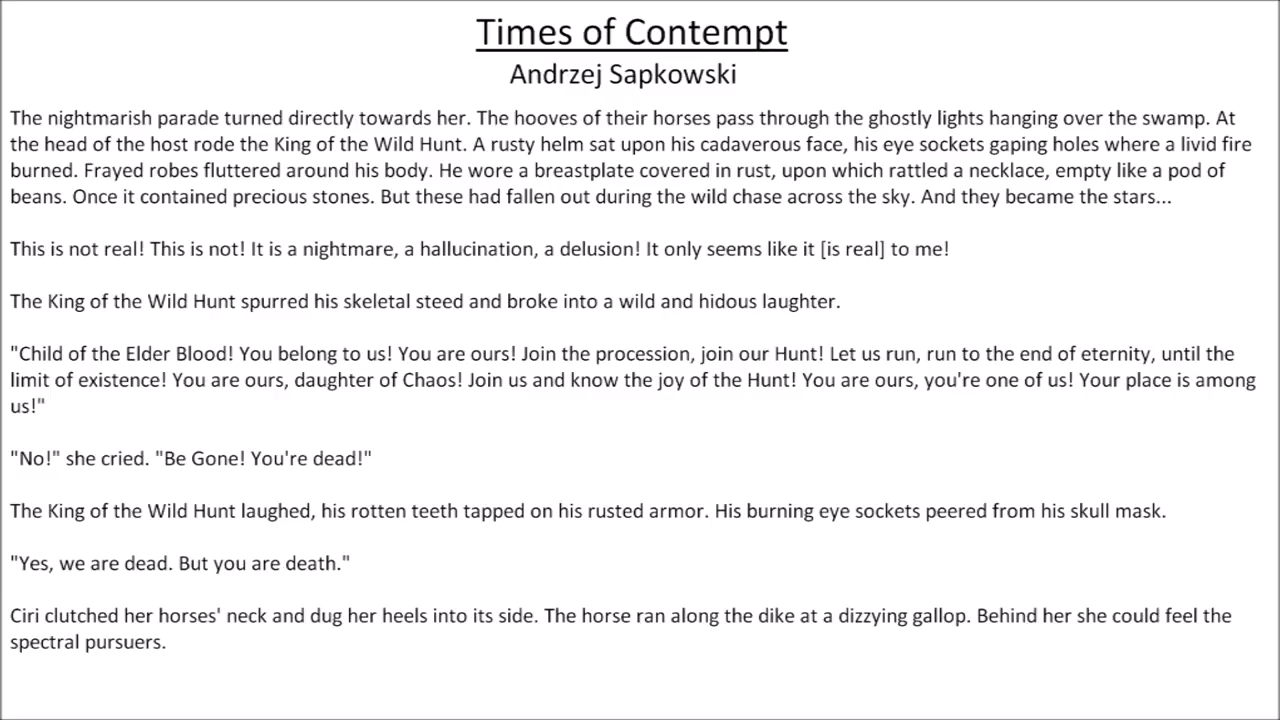 Times of Contempt
Andrzej Sapkowski
The nightmarish parade turned directly towards her. The hooves of their horses pass through the ghostly lights hanging over the swamp. At
the head of the host rode the King of the Wild Hunt. A rusty helm sat upon his cadaverous face, his eye sockets gaping holes where a livid fire
burned. Frayed robes fluttered around his body. He wore a breastplate covered in rust, upon which rattled a necklace, empty like a pod of
beans. Once it contained precious stones. But these had fallen out during the wild chase across the sky. And they became the stars...
This is not real! This is not! It is a nightmare, a hallucination, a delusion! It only seems like it [is real] to me!
The King of the Wild Hunt spurred his skeletal steed and broke into a wild and hidous laughter.
"Child of the Elder Blood! You belong to us! You are ours! Join the procession, join our Hunt! Let us run, run to the end of eternity, until the
limit of existence! You are ours, daughter of Chaos! Join us and know the joy of the Hunt! You are ours, you're one of us! Your place is among
us!"
"No!" she cried. "Be Gone! You're dead!"
The King of the Wild Hunt laughed, his rotten teeth tapped on his rusted armor. His burning eye sockets peered from his skull mask.
"Yes, we are dead. But you are death."
Ciri clutched her horses' neck and dug her heels into its side. The horse ran along the dike at a dizzying gallop. Behind her she could feel the
spectral pursuers.